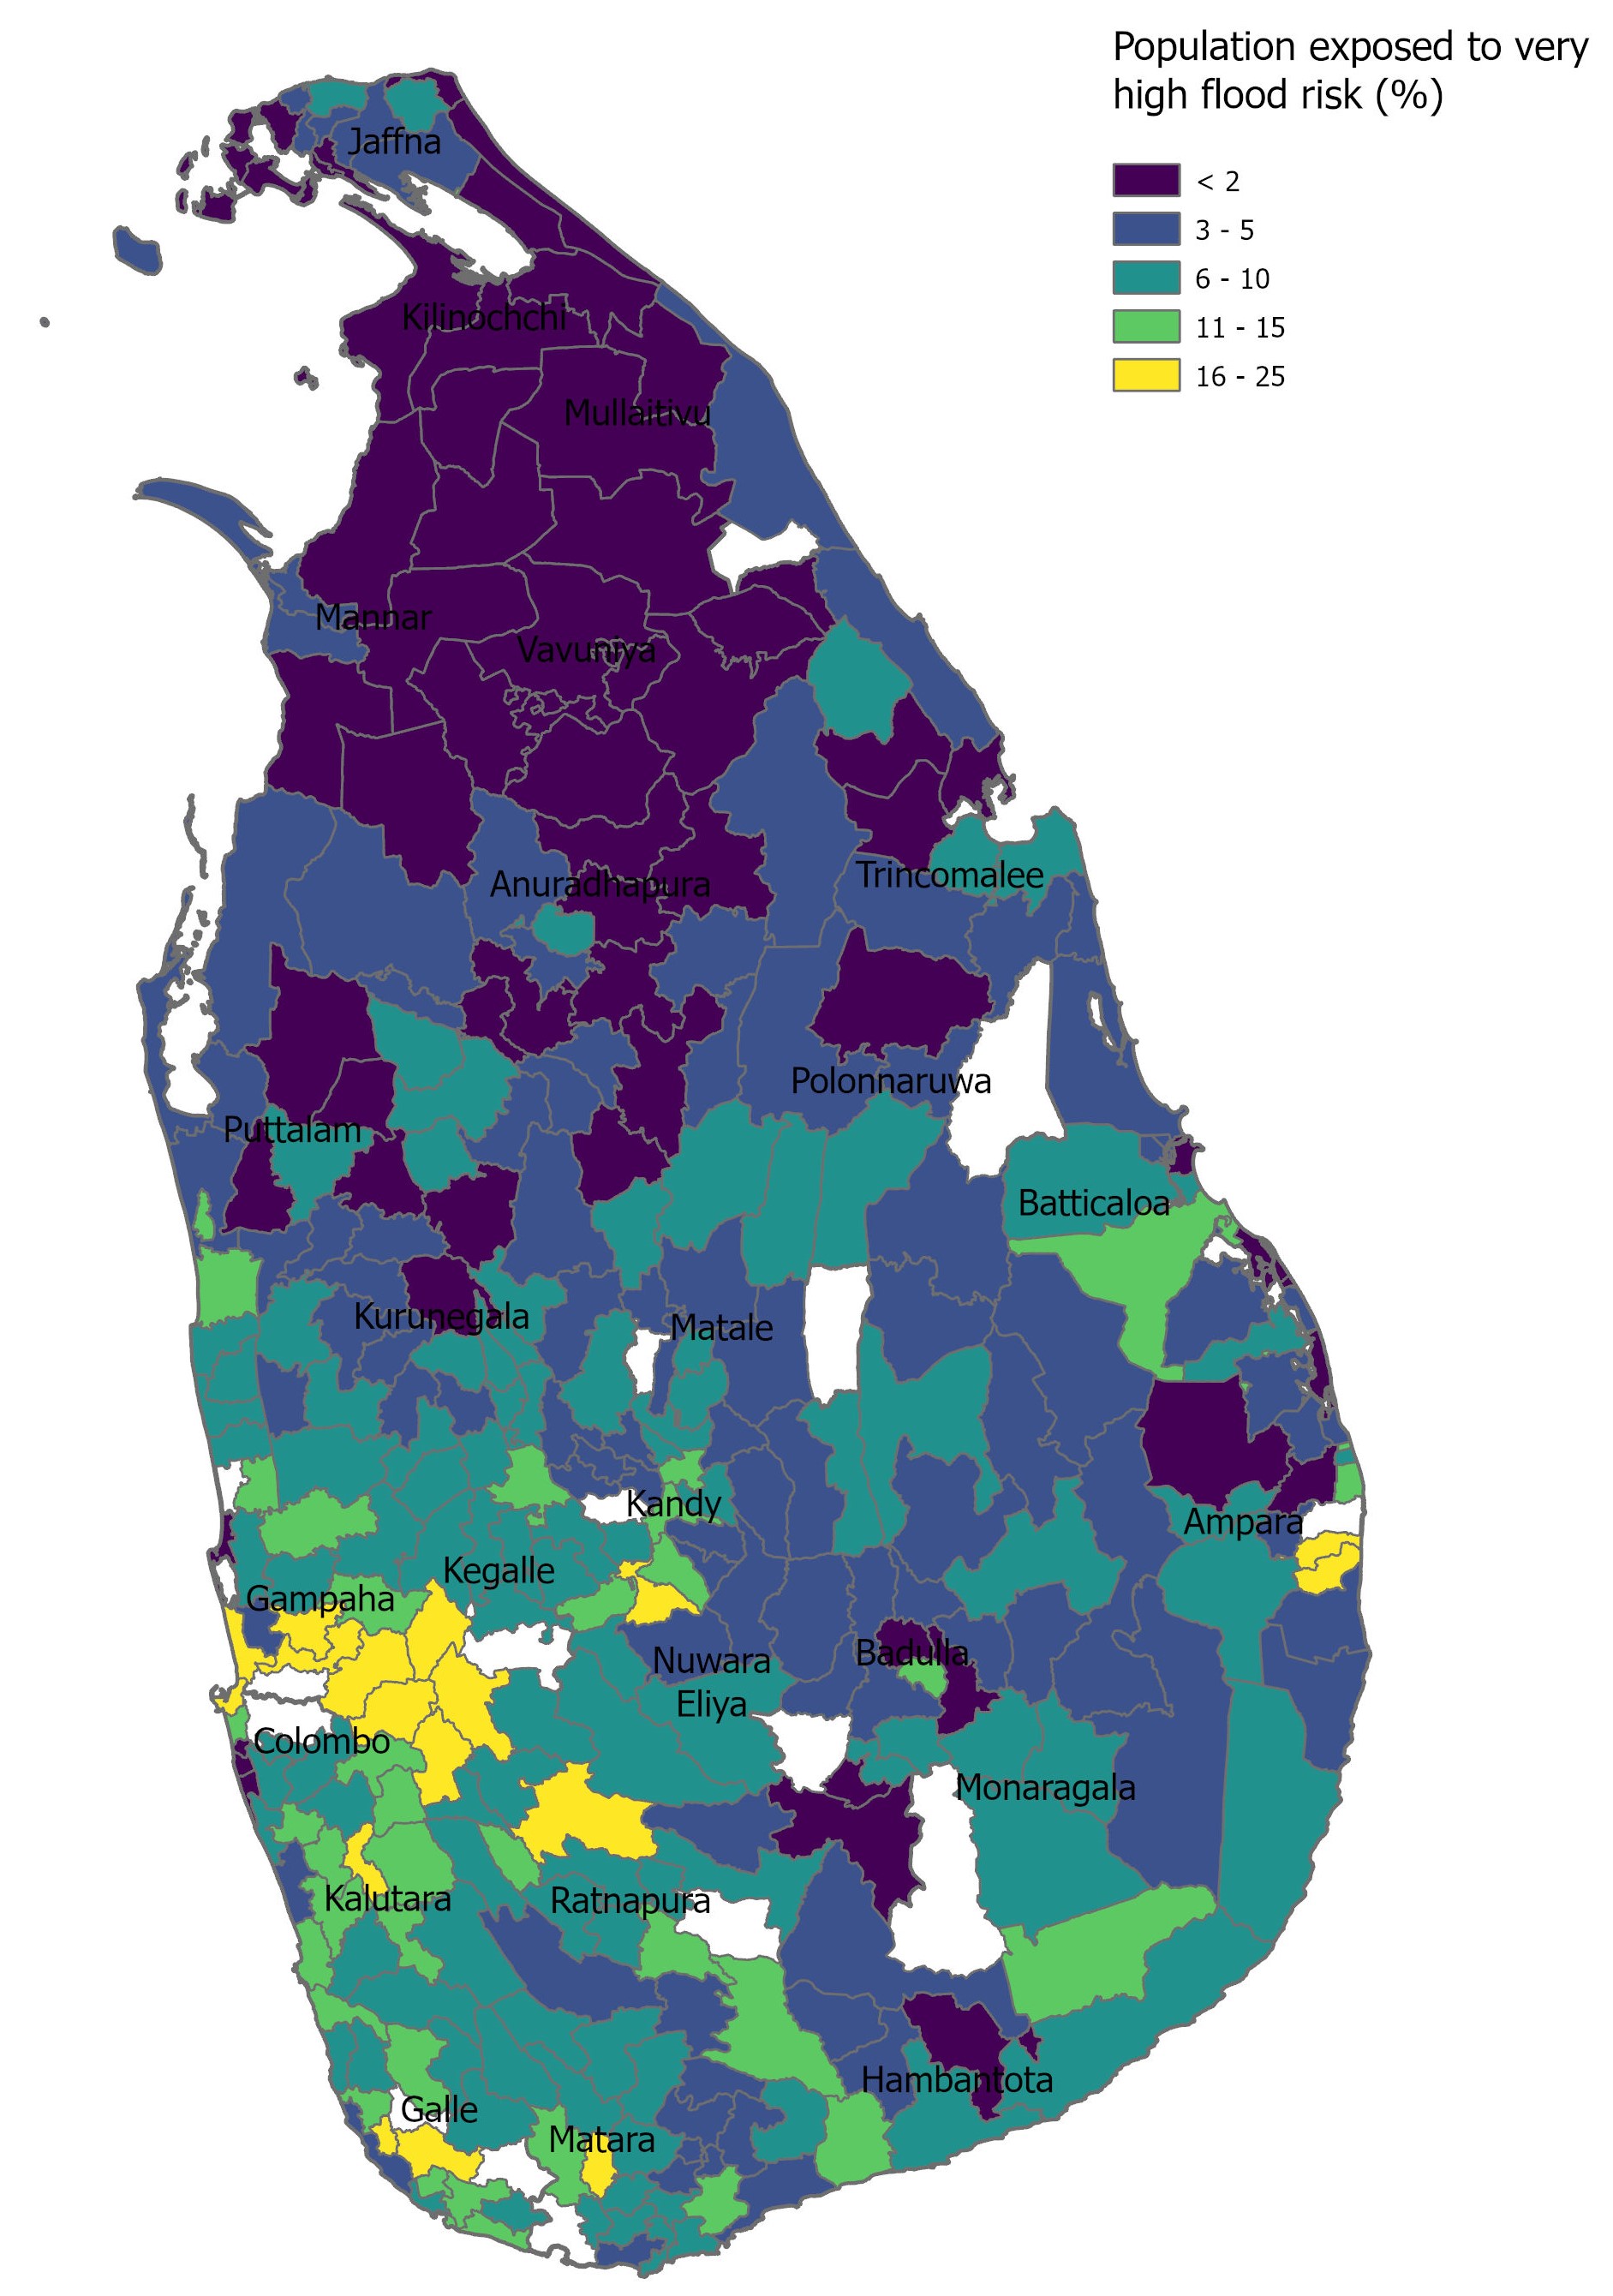 Population exposed to very
high flood risk (%)
< 2
3 - 5
6 - 10
11 - 15
16 - 25
Jaffna
Kilinochchi
Mullaitivu
Mannar
Vavuniya
Anuradhapura
Trincomalee
Polonnaruwa
Puttalam
Batticaloa
Kurunegala
Matale
Kandy
Ampara
Kegalle
Gampaha
Badulla
Nuwara
Eliya
Colombo
Monaragala
Kalutara
Ratnapura
Hambantota
Galle
Matara